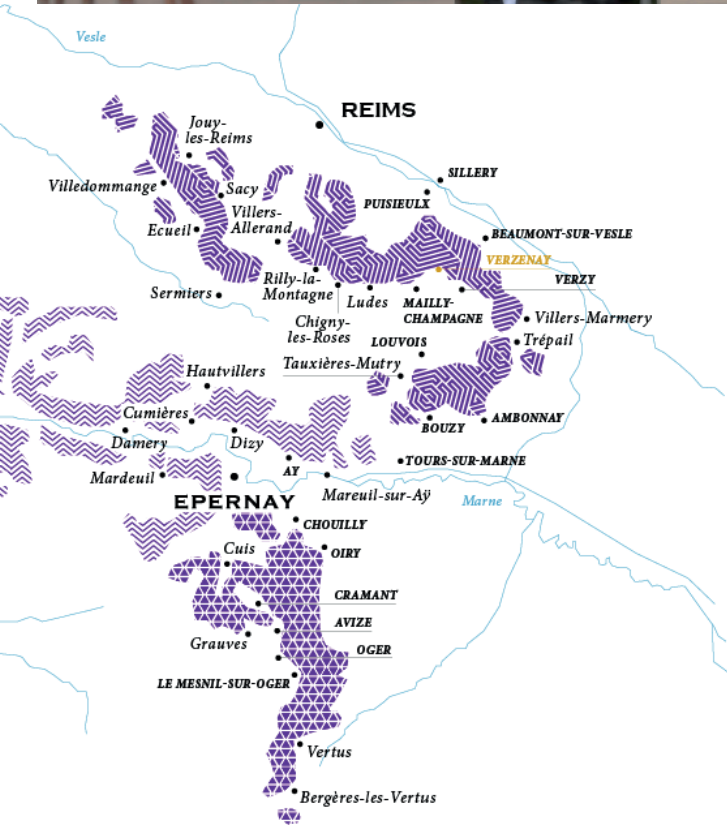 Vesle
REIMS
Jouy-
les-Reims
SILLERY
Villedommange
Sacy
PUISIEULX
Villers-
Allerand
Ecueil
BEAUMONT-SUR-VESLE
VERZENAY
Rilly-la-
Montagne
VERZY
Sermiers
Ludes
MAILLY-
CHAMPAGNE
Chigny-
les-Roses
Villers-Marmery
LOUVOIS
Trépail
Tauxières-Mutry
Hautvillers
Cumières
AMBONNAY
BOUZY
Damery
Dizy
AY
TOURS-SUR-MARNE
Mardeuil
Mareuil-sur-Aÿ
Marne
EPERNAY
CHOUILLY
Cuis
OIRY
CRAMANT
AVIZE
Grauves
OGER
LE MESNIL-SUR-OGER
Vertus
Bergères-les-Vertus